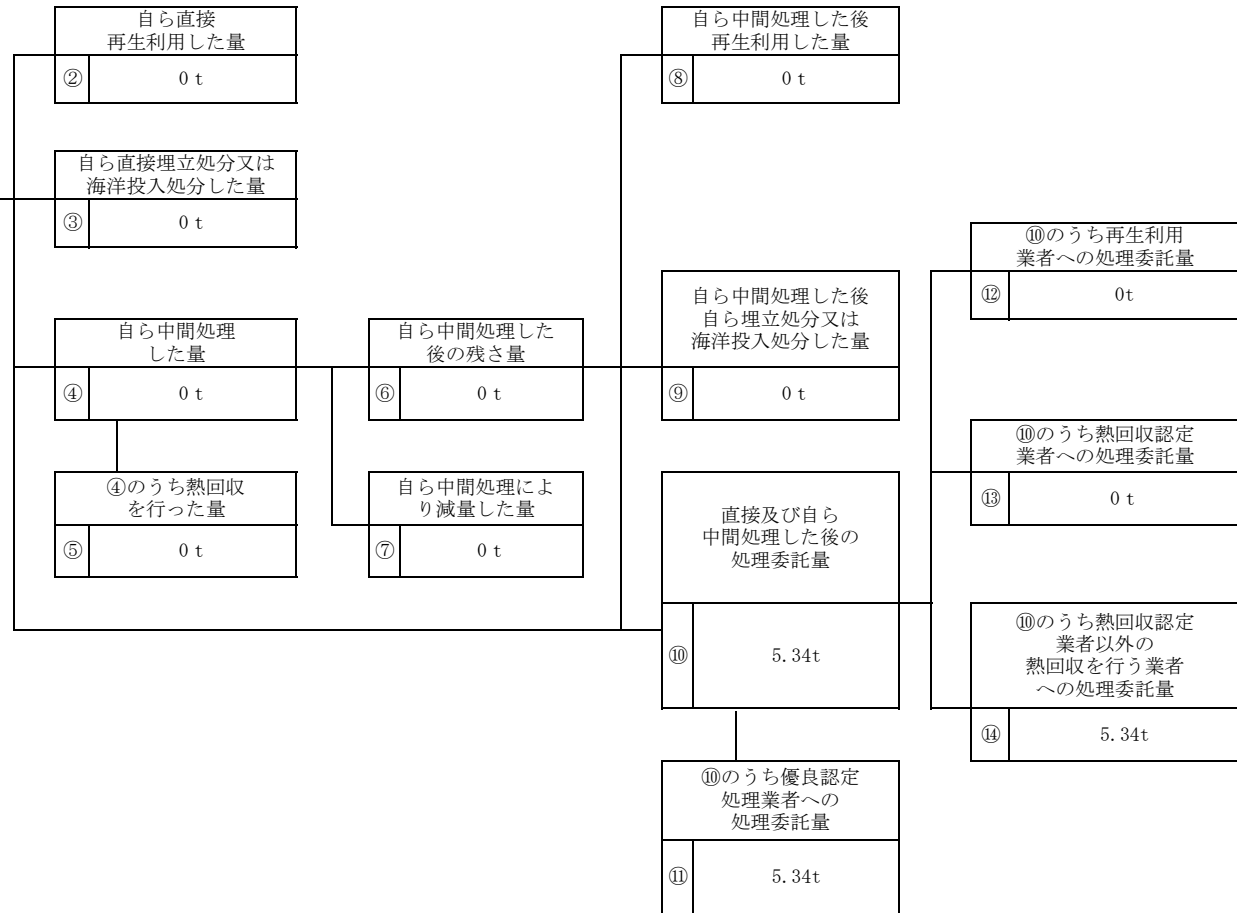 自ら直接
再生利用した量
② 0 t
自ら直接埋立処分又は
海洋投入処分した量
③ 0 t
自ら中間処理
した量
④ 0 t
④のうち熱回収
を行った量
⑤ 0 t
自ら中間処理した
後の残さ量
⑥ 0 t
自ら中間処理によ
り減量した量
⑦ 0 t
自ら中間処理した後
再生利用した量
⑧ 0 t
自ら中間処理した後
自ら埋立処分又は
海洋投入処分した量
⑨ 0 t
直接及び自ら
中間処理した後の
処理委託量
⑩ 5.34t
⑩のうち優良認定
処理業者への
処理委託量
⑪ 5.34t
⑩のうち再生利用
業者への処理委託量
⑫ 0t
⑩のうち熱回収認定
業者への処理委託量
⑬ 0 t
⑩のうち熱回収認定
業者以外の
熱回収を行う業者
への処理委託量
⑭ 5.34t